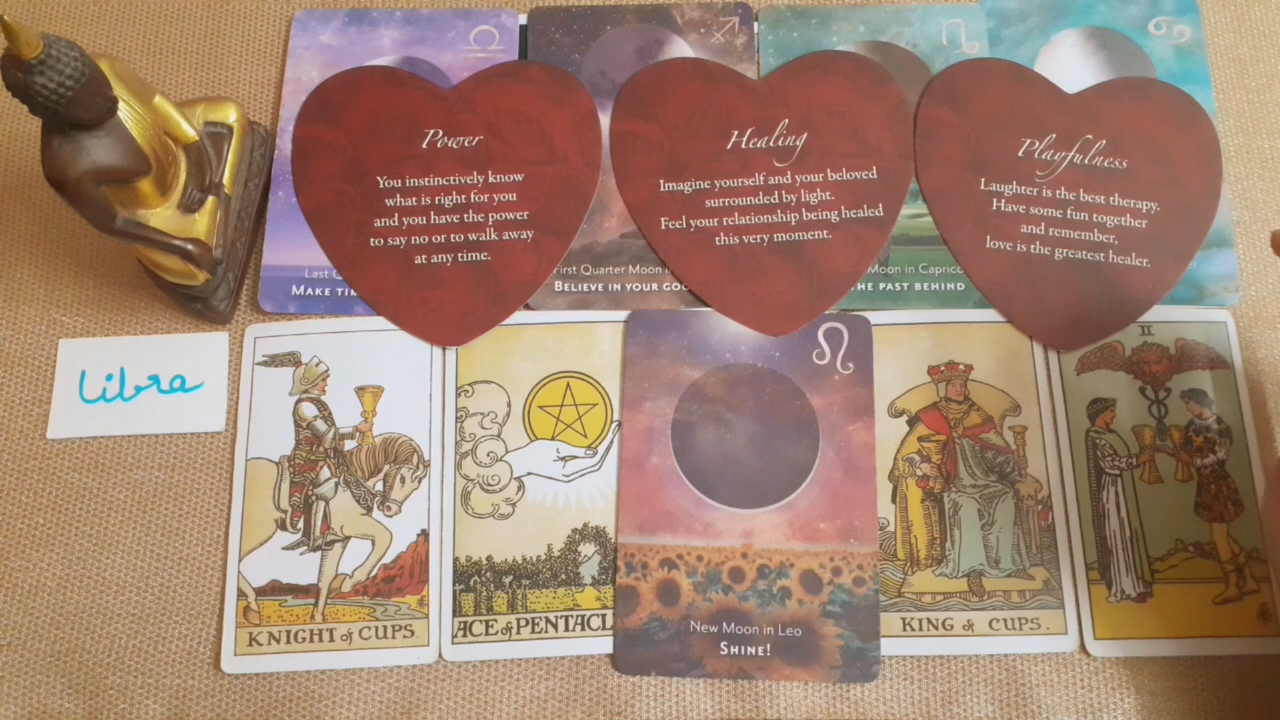 Power
You instinctively know
what is right for you
and you have the power
to say no or to walk away
at any time.
Healing
Imagine yourself and your beloved
surrounded by light.
Feel your relationship being healed
this very moment.
Playfulness
Laughter is the best therapy.
Have some fun together
and remember,
love is the greatest healer.
Last
MAKE
First Quarter Moon
BELIEVE IN YOUR
Moon in
THE PAST BEHIND
libra
II
KNIGHT of CUPS
ACE of
New Moon in Leo
SHINE!
KING of CUPS.